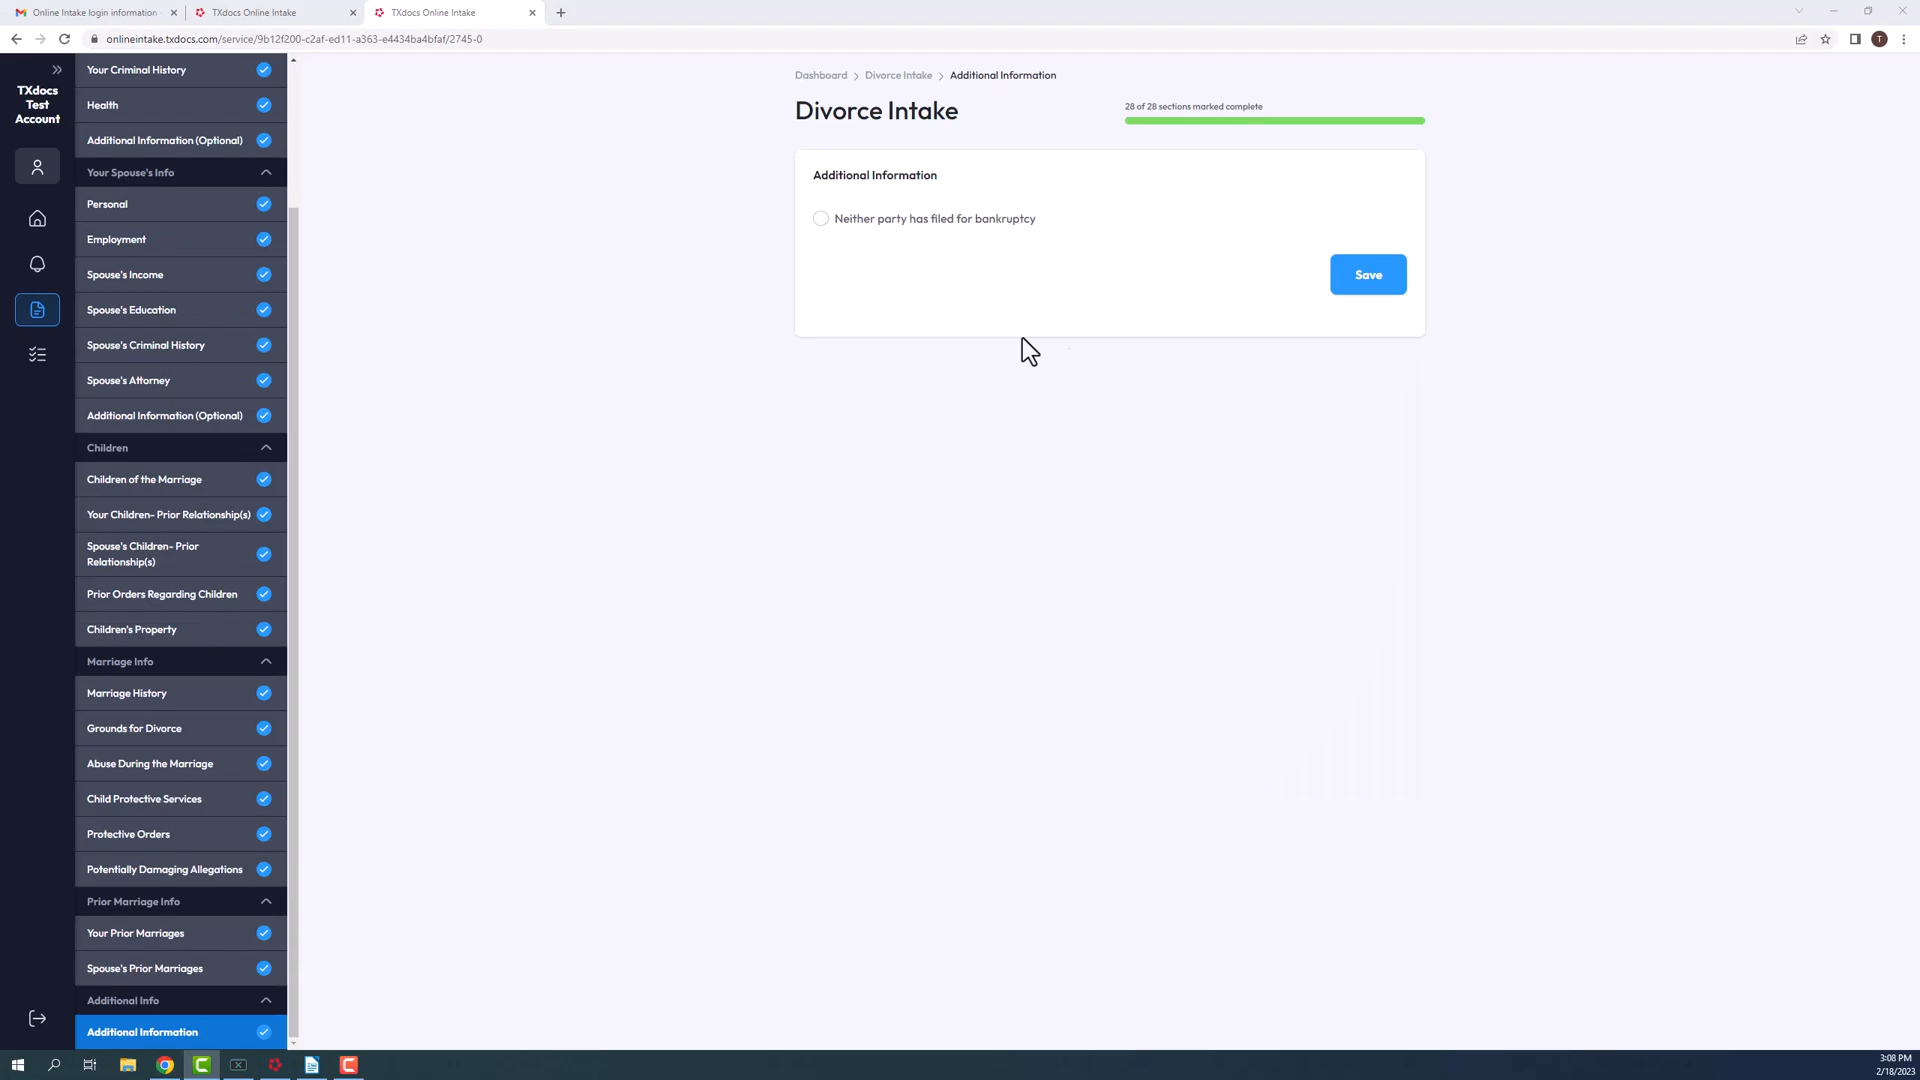 Online Intake login information
TXdocs Online Intake
TXdocs Online Intake
onlineintake.txdocs.com/service/9b12f200-c2af-ed11-a363-e4434ba4bfaf/2745-0
T
TXdocs
Test
Account
Your Criminal History
Health
Additional Information (Optional)
Your Spouse's Info
Personal
Employment
Spouse's Income
Spouse's Education
Spouse's Criminal History
Spouse's Attorney
Additional Information (Optional)
Children
Children of the Marriage
Your Children- Prior Relationship(s)
Spouse's Children- Prior
Relationship(s)
Prior Orders Regarding Children
Children's Property
Marriage Info
Marriage History
Grounds for Divorce
Abuse During the Marriage
Child Protective Services
Protective Orders
Potentially Damaging Allegations
Prior Marriage Info
Your Prior Marriages
Spouse's Prior Marriages
Additional Info
Additional Information
Dashboard > Divorce Intake > Additional Information
Divorce Intake
28 of 28 sections marked complete
Additional Information
Neither party has filed for bankruptcy
Save
3:08 PM
2/18/2023